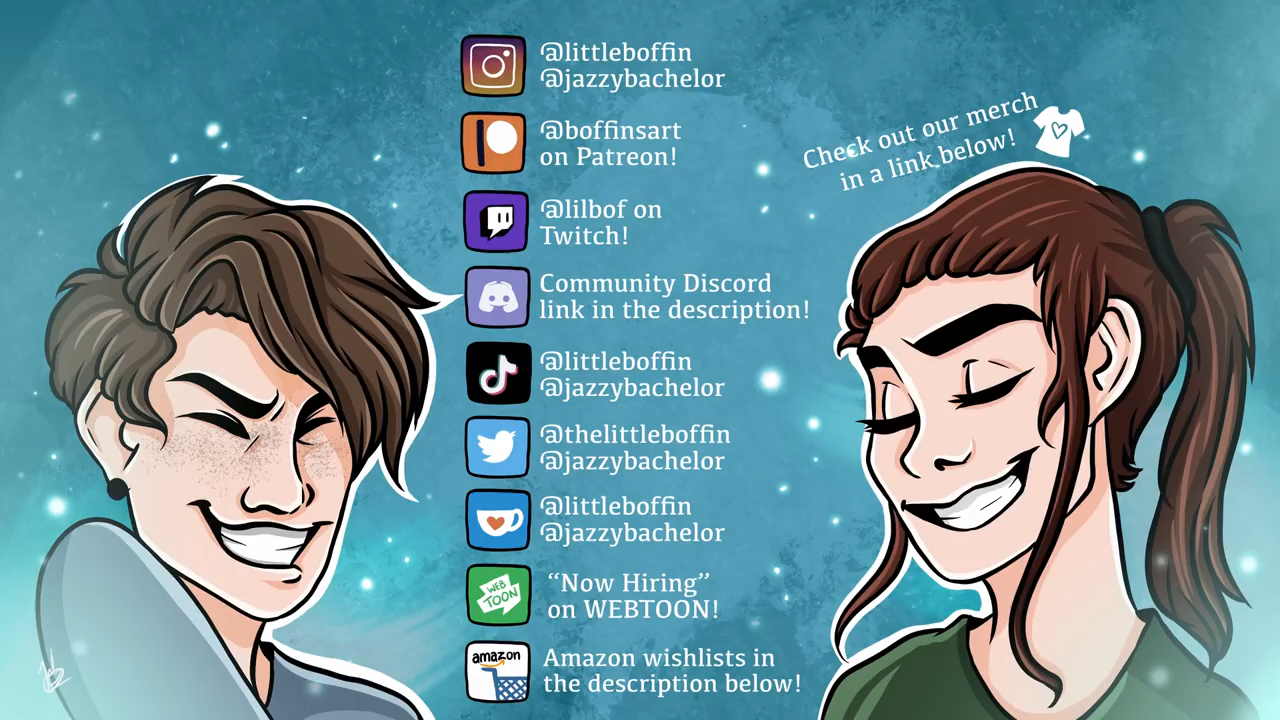 @littleboffin
@jazzybachelor
@boffinsart
on Patreon!
@lilbof on
Twitch!
Community Discord
link in the description!
@littleboffin
@jazzybachelor
@thelittleboffin
@jazzybachelor
@littleboffin
@jazzybachelor
WEB
TOON
“Now Hiring”
on WEBTOON!
amazon
Amazon wishlists in
the description below!
Check out our merch
in a link below!